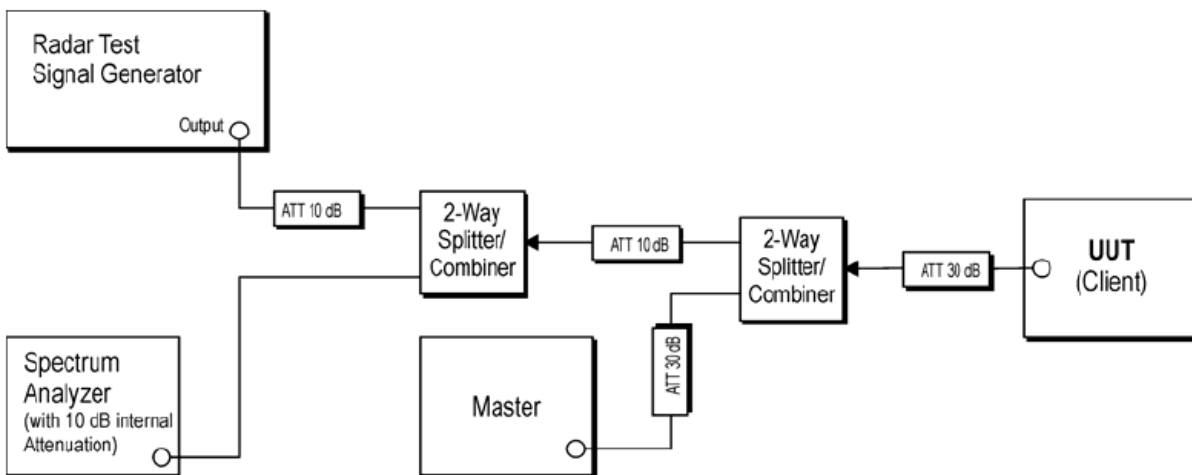 Radar Test
Signal Generator
Output
ATT 10 dB
2-Way
Splitter/
Combiner
ATT 10 dB
2-Way
Splitter/
Combiner
ATT 30 dB
UUT
(Client)
Spectrum
Analyzer
(with 10 dB internal
Attenuation)
Master
ATT 30 dB